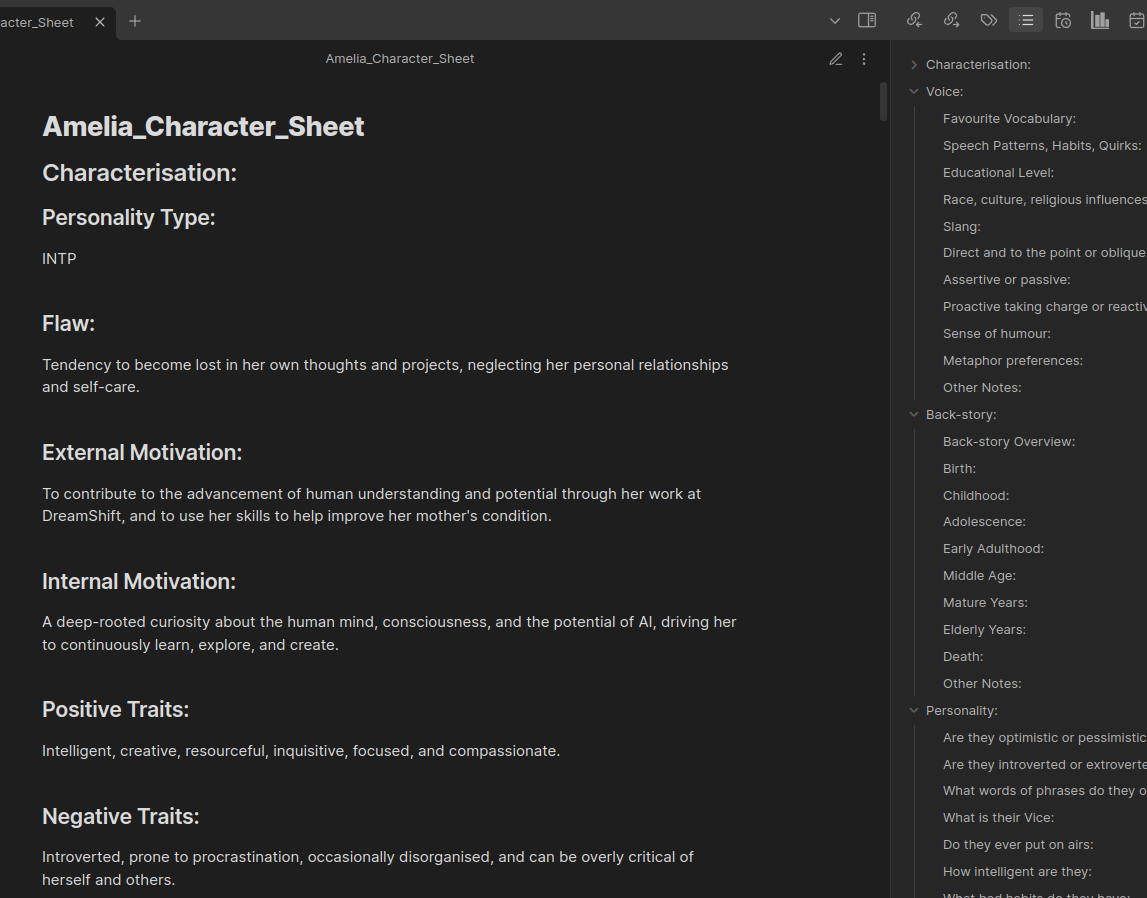 acter_Sheet
Amelia_Character_Sheet
Amelia_Character_Sheet
Characterisation:
Personality Type:
INTP
Flaw:
Tendency to become lost in her own thoughts and projects, neglecting her personal relationships
and self-care.
External Motivation:
To contribute to the advancement of human understanding and potential through her work at
DreamShift, and to use her skills to help improve her mother's condition.
Internal Motivation:
A deep-rooted curiosity about the human mind, consciousness, and the potential of AI, driving her
to continuously learn, explore, and create.
Positive Traits:
Intelligent, creative, resourceful, inquisitive, focused, and compassionate.
Negative Traits:
Introverted, prone to procrastination, occasionally disorganised, and can be overly critical of
herself and others.
Characterisation:
Voice:
Favourite Vocabulary:
Speech Patterns, Habits, Quirks:
Educational Level:
Race, culture, religious influences
Slang:
Direct and to the point or oblique
Assertive or passive:
Proactive taking charge or reactiv
Sense of humour:
Metaphor preferences:
Other Notes:
Back-story:
Back-story Overview:
Birth:
Childhood:
Adolescence:
Early Adulthood:
Middle Age:
Mature Years:
Elderly Years:
Death:
Other Notes:
Personality:
Are they optimistic or pessimistic
Are they introverted or extroverte
What words of phrases do they o
What is their Vice:
Do they ever put on airs:
How intelligent are they:
What bad habits do they have: